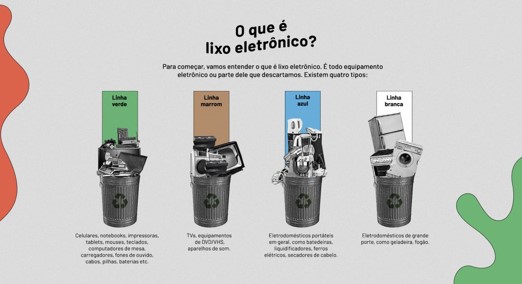 O que é
lixo eletrônico?
Para começar, vamos entender o que é lixo eletrônico. É todo equipamento
eletrônico ou parte dele que descartamos. Existem quatro tipos:
Linha
verde
Linha
marrom
Linha
azul
Linha
branca
Celulares, notebooks, impressoras,
tablets, mouses, teclados,
computadores de mesa,
carregadores, fones de ouvido,
cabos, pilhas, baterias etc.
TVs, equipamentos
de DVD/VHS,
aparelhos de som.
Eletrodomésticos portáteis
em geral, como batedeiras,
liquidificadores, ferros
elétricos, secadores de cabelo.
Eletrodomésticos de grande
porte, como geladeira, fogão.